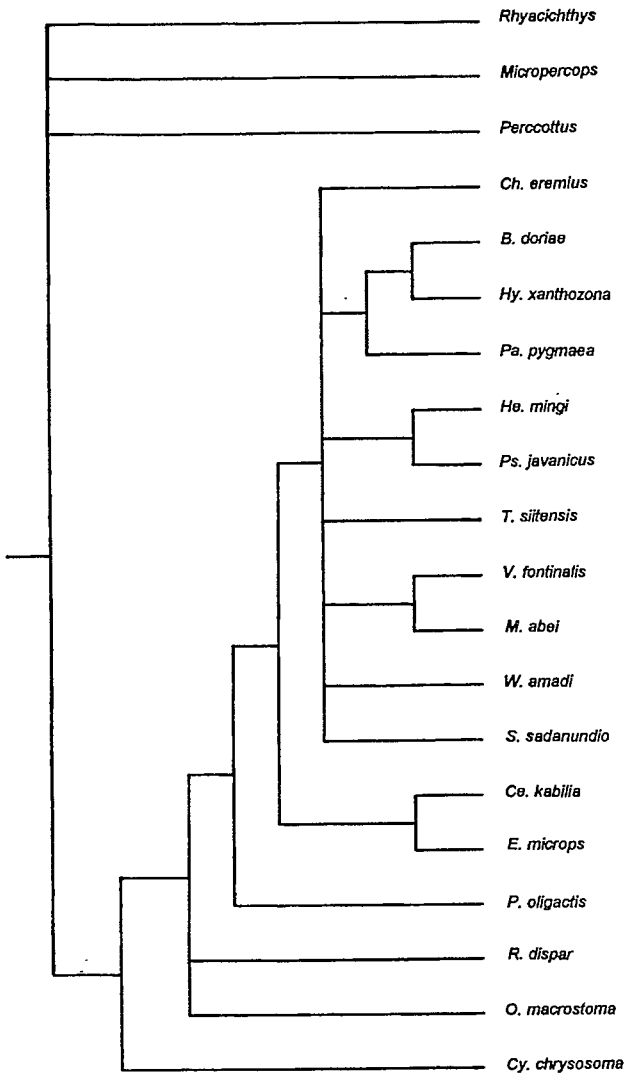 Rhyacichthys
Micropercops
Perccottus
Ch. eremius
B. doriae
Hy. xanthozona
Pa. pygmaea
He. mingi
Ps. javanicus
T. siitensis
V. fontinalis
M. abei
W. amadi
S. sadanundio
Ce. kabilia
E. microps
P. oligactis
R. dispar
O. macrostoma
Cy. chrysosoma